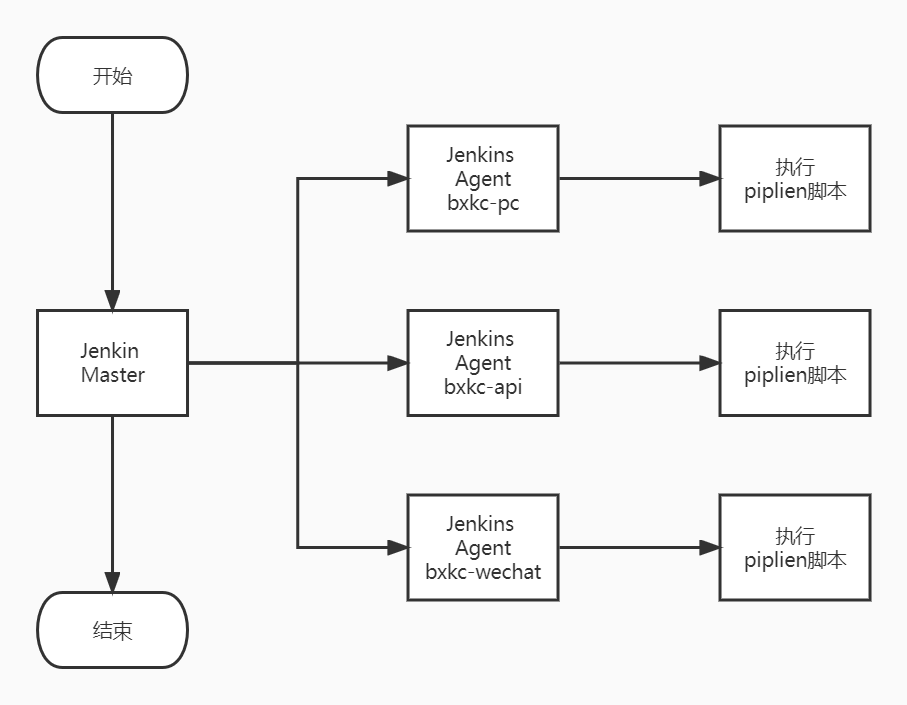 开始
Jenkins
Agent
bxkc-pc
执行
piplien脚本
Jenkin
Master
Jenkins
Agent
bxkc-api
执行
piplien脚本
Jenkins
Agent
bxkc-wechat
执行
piplien脚本
结束